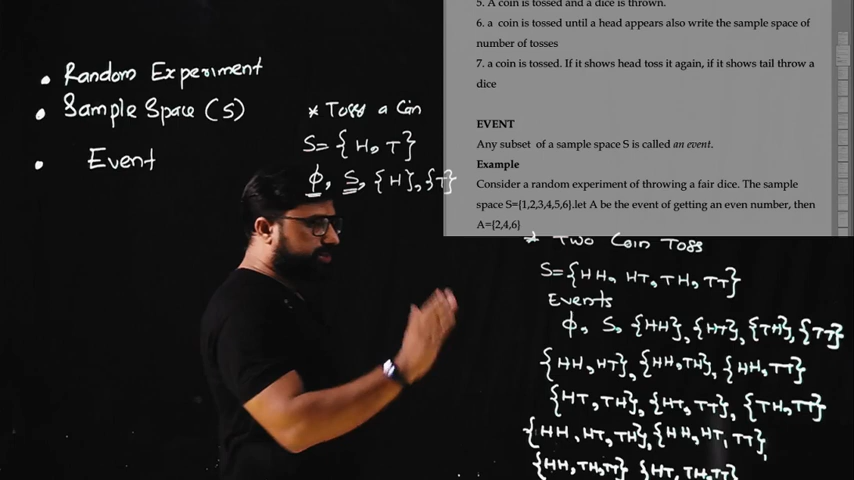 • Random Experiment
• Sample Space (S)
• Event
* Toss a Coin
S={H, T}
φ, S, {H}, {T}
5. A coin is tossed and a dice is thrown.
6. a coin is tossed until a head appears also write the sample space of
number of tosses
7. a coin is tossed. If it shows head toss it again, if it shows tail throw a
dice
EVENT
Any subset of a sample space S is called an event.
Example
Consider a random experiment of throwing a fair dice. The sample
space S={1,2,3,4,5,6}.let A be the event of getting an even number, then
A={2,4,6}
* Two Coin Toss
S={HH, HT, TH, TT}
Events
φ, S, {HH}, {HT}, {TH}, {TT}
{HH, HT}, {HH, TH}, {HH, TT}
{HT, TH}, {HT, TT}, {TH, TT}
{HH, HT, TH}, {HH, HT, TT},
{HH, TH, TT} {HT, TH, TT}